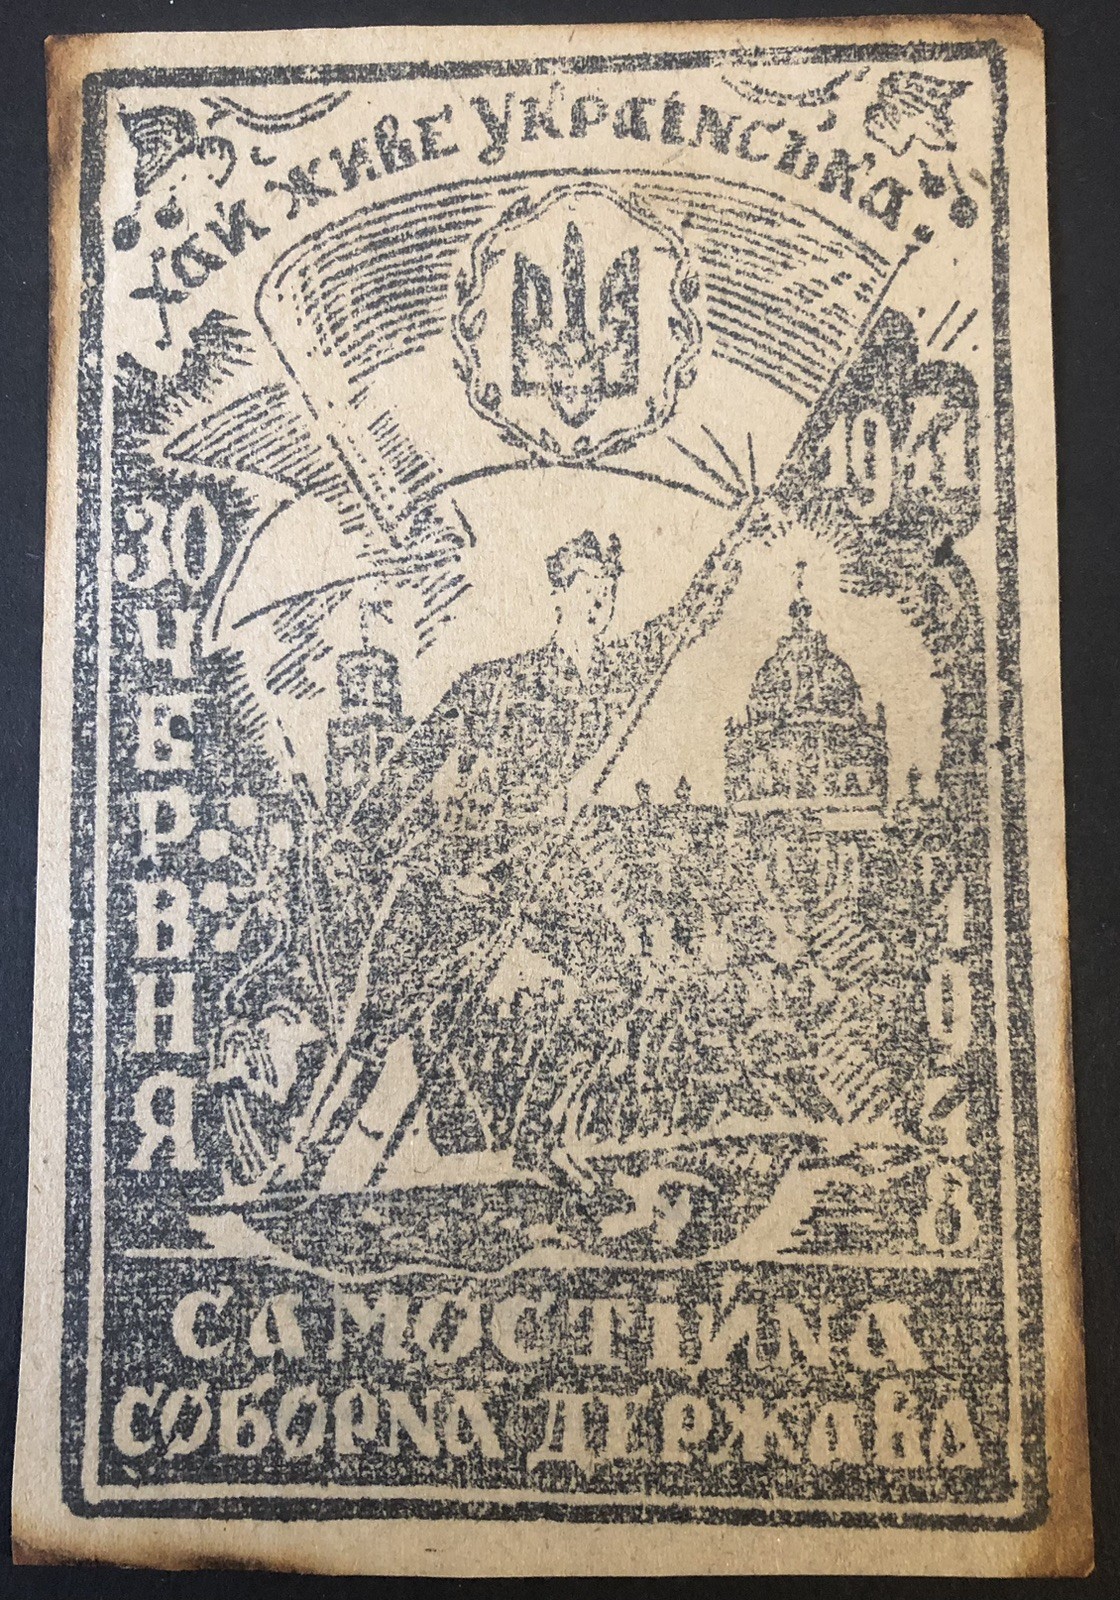 Хай живе Українська
1941
30
ЧЕРВНЯ
1948
САМОСТІЙНА
СОБОРНА ДЕРЖАВА